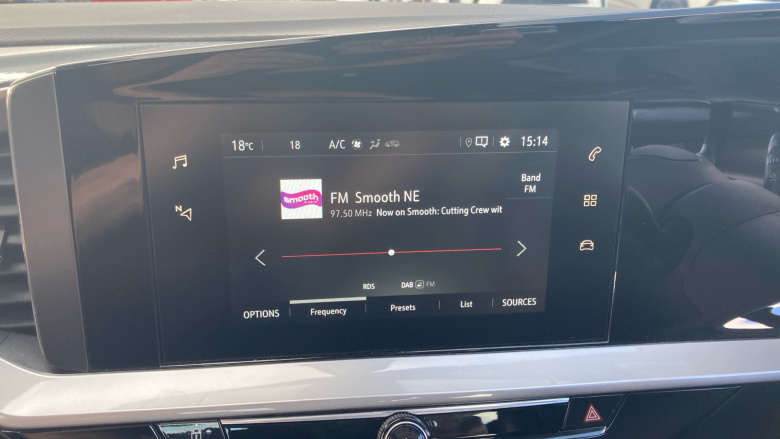 18°C 18 A/C 15:14
smooth
FM Smooth NE
97.50 MHz Now on Smooth: Cutting Crew wit
Band
FM
N
RDS DAB FM
OPTIONS Frequency Presets List SOURCES